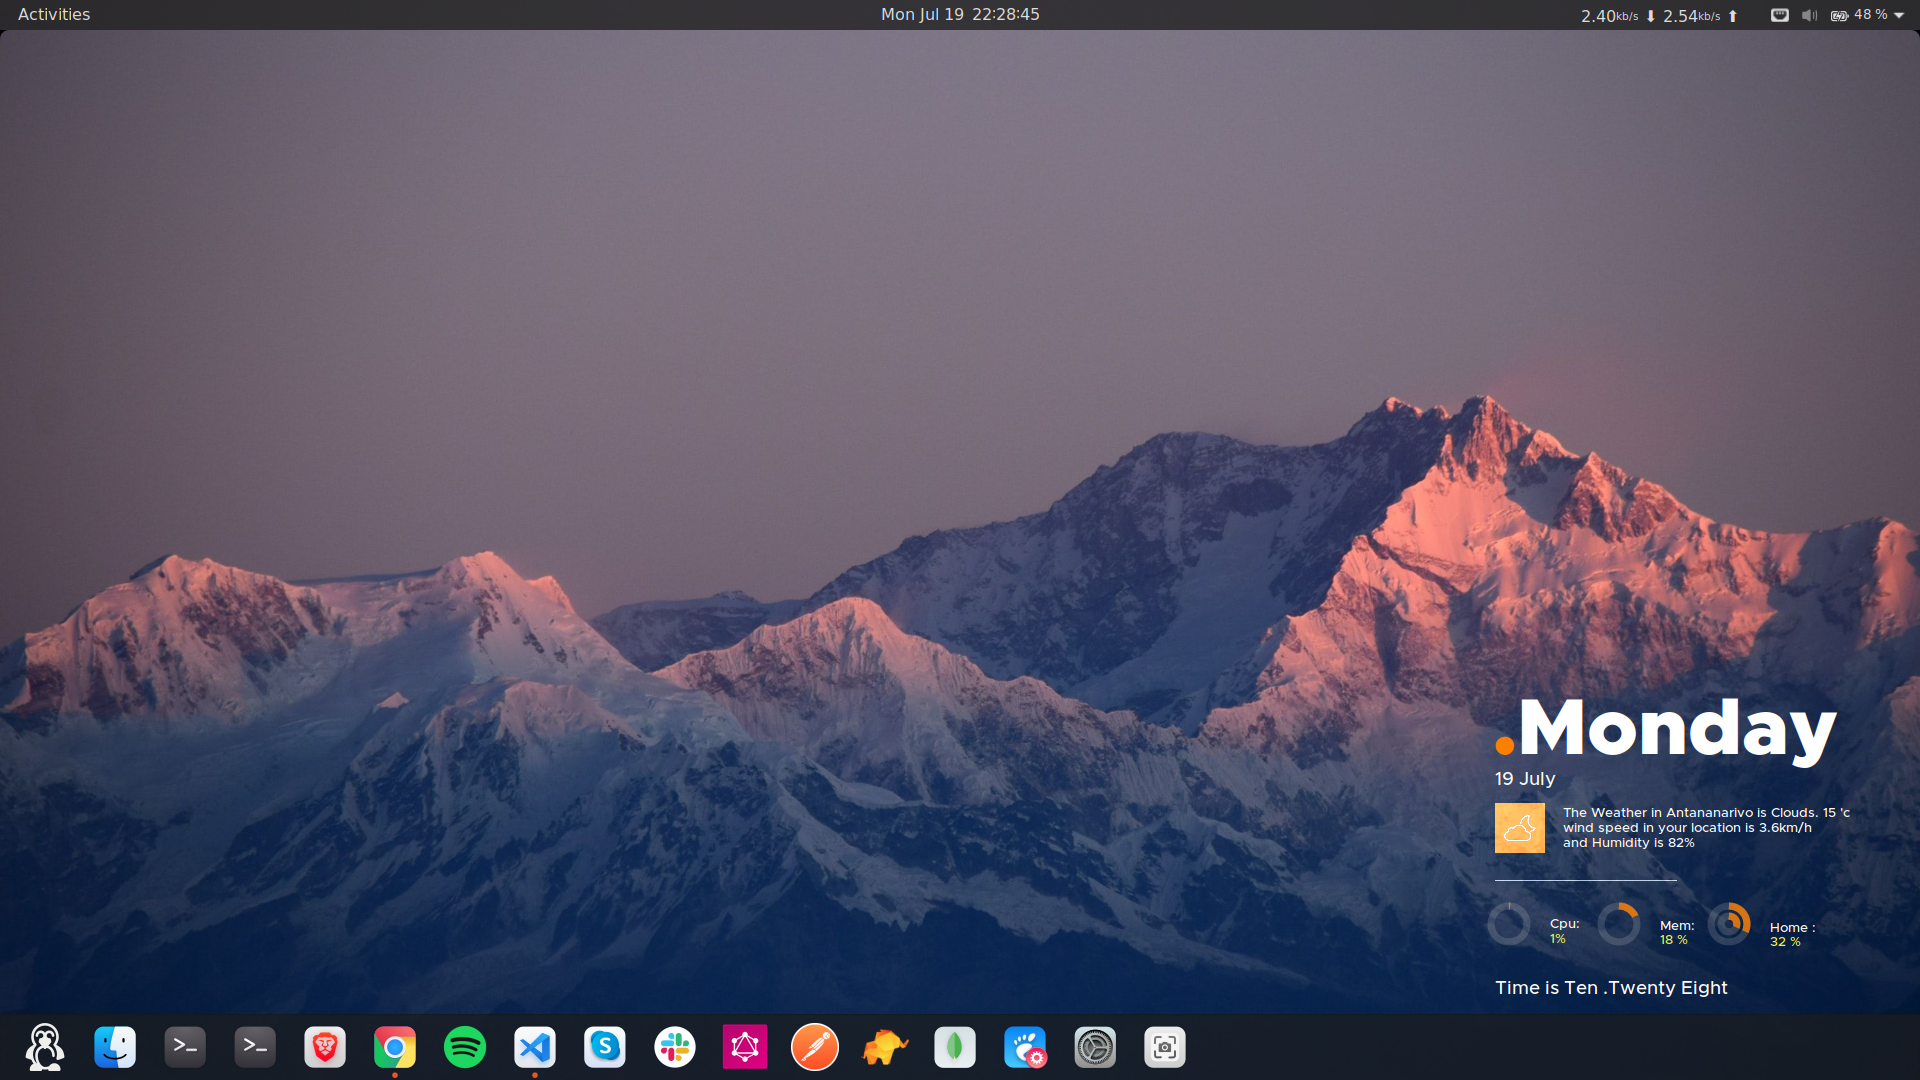 Activities
Mon Jul 19 22:28:45
2.40kb/s ⬇ 2.54kb/s ⬆
48 %
.Monday
19 July
The Weather in Antananarivo is Clouds. 15 'c
wind speed in your location is 3.6km/h
and Humidity is 82%
Cpu:
1%
Mem:
18 %
Home :
32 %
Time is Ten .Twenty Eight
>_
>_
S